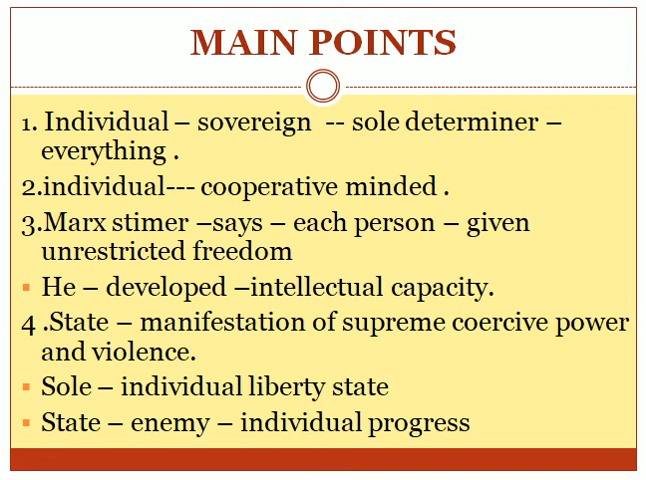 MAIN POINTS
1. Individual – sovereign -- sole determiner –
everything .
2.individual--- cooperative minded .
3.Marx stimer –says – each person – given
unrestricted freedom
▪ He – developed –intellectual capacity.
4 .State – manifestation of supreme coercive power
and violence.
▪ Sole – individual liberty state
▪ State – enemy – individual progress